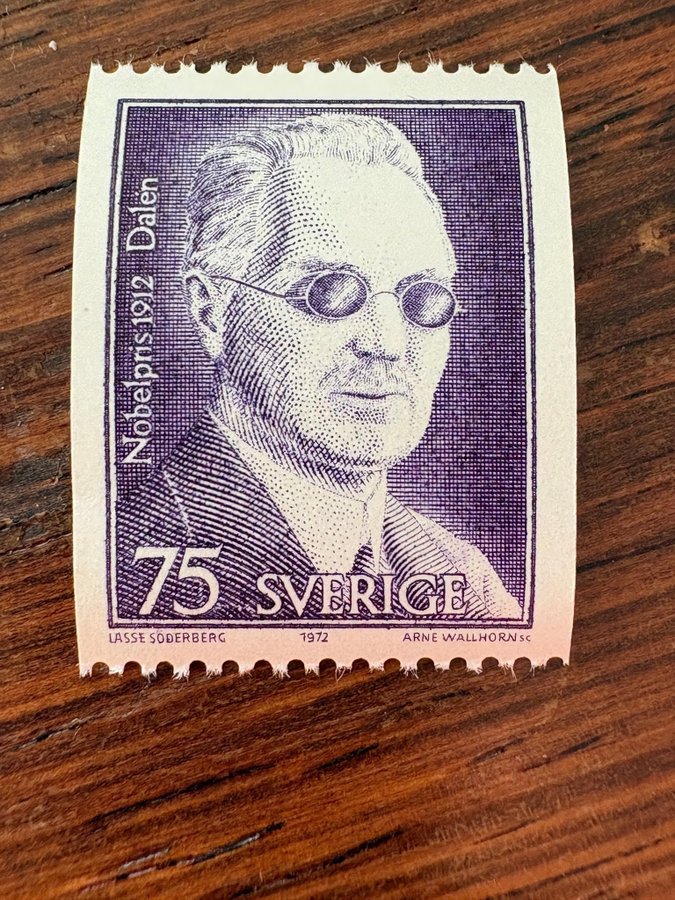 Nobelpris 1912 Dalén
75 SVERIGE
LASSE SÖDERBERG 1972 ARNE WALLHORN SC